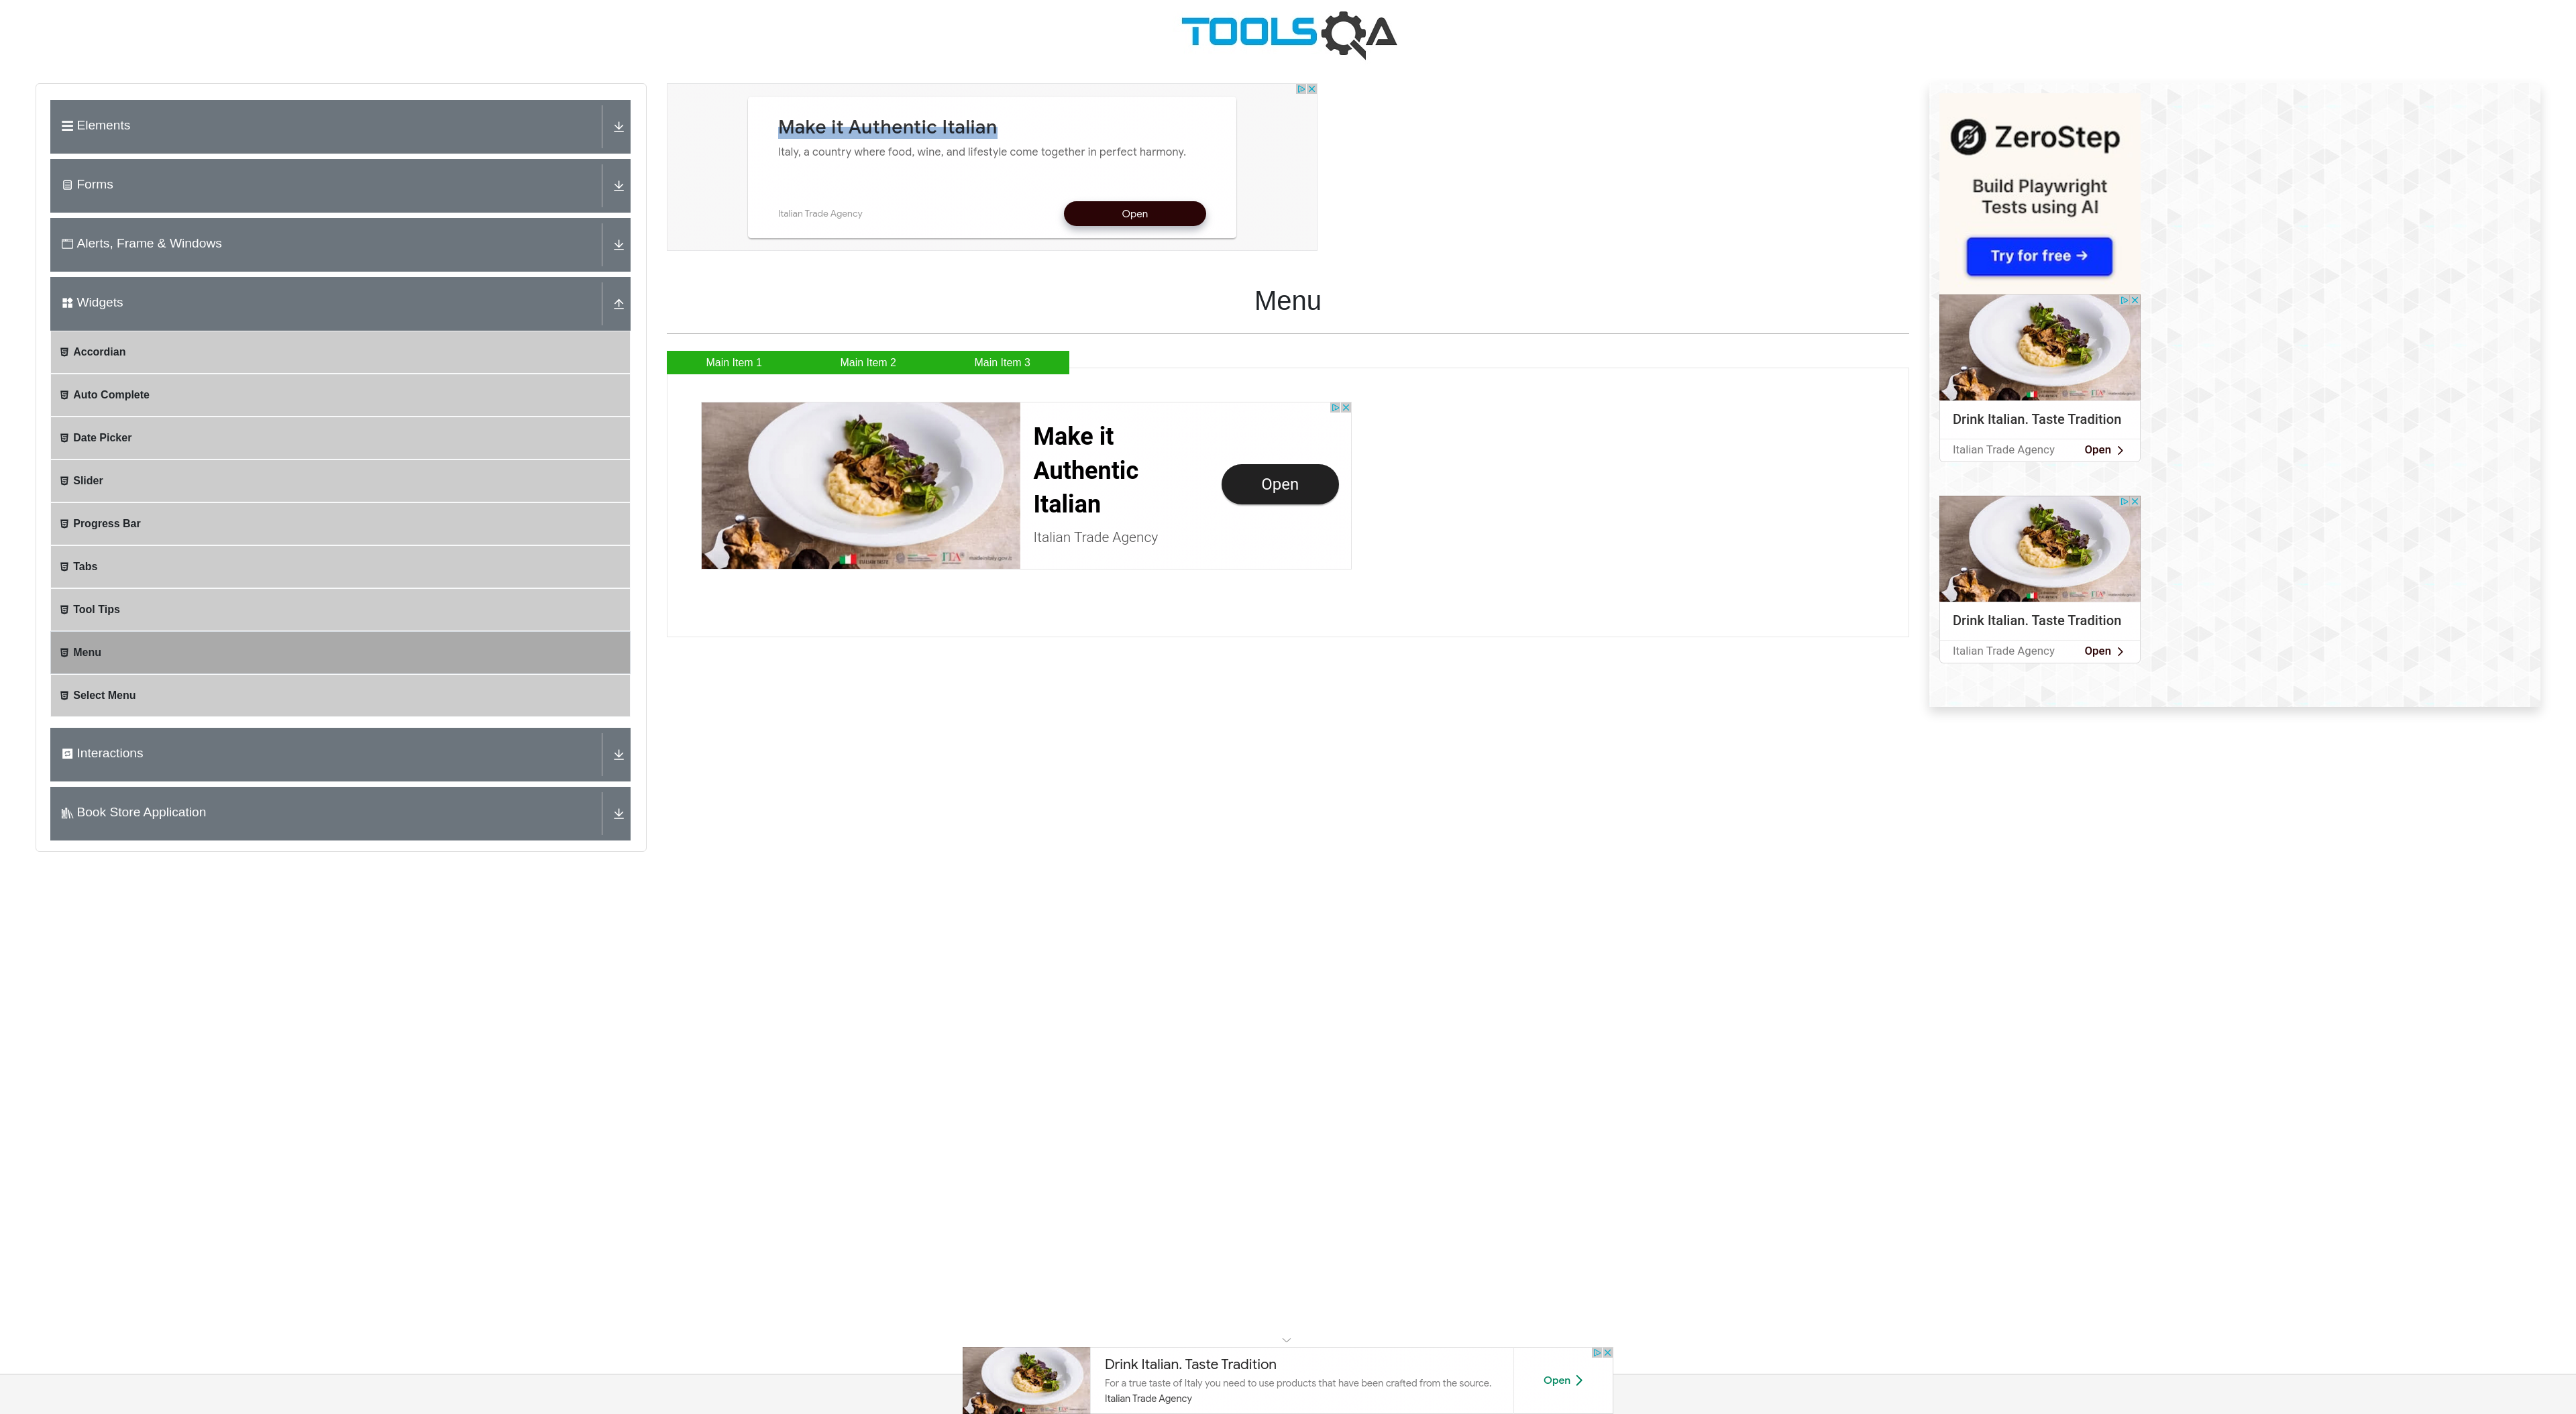 TOOLSQA
Elements
Forms
Alerts, Frame & Windows
Widgets
Accordian
Auto Complete
Date Picker
Slider
Progress Bar
Tabs
Tool Tips
Menu
Select Menu
Interactions
Book Store Application
Make it Authentic Italian
Italy, a country where food, wine, and lifestyle come together in perfect harmony.
Italian Trade Agency
Open
Menu
Main Item 1
Main Item 2
Main Item 3
Make it
Authentic
Italian
Italian Trade Agency
Open
ITA
madeinitaly.gov.it
ZeroStep
Build Playwright
Tests using AI
Try for free →
Drink Italian. Taste Tradition
Italian Trade Agency
Open
Drink Italian. Taste Tradition
Italian Trade Agency
Open
Drink Italian. Taste Tradition
For a true taste of Italy you need to use products that have been crafted from the source.
Italian Trade Agency
Open